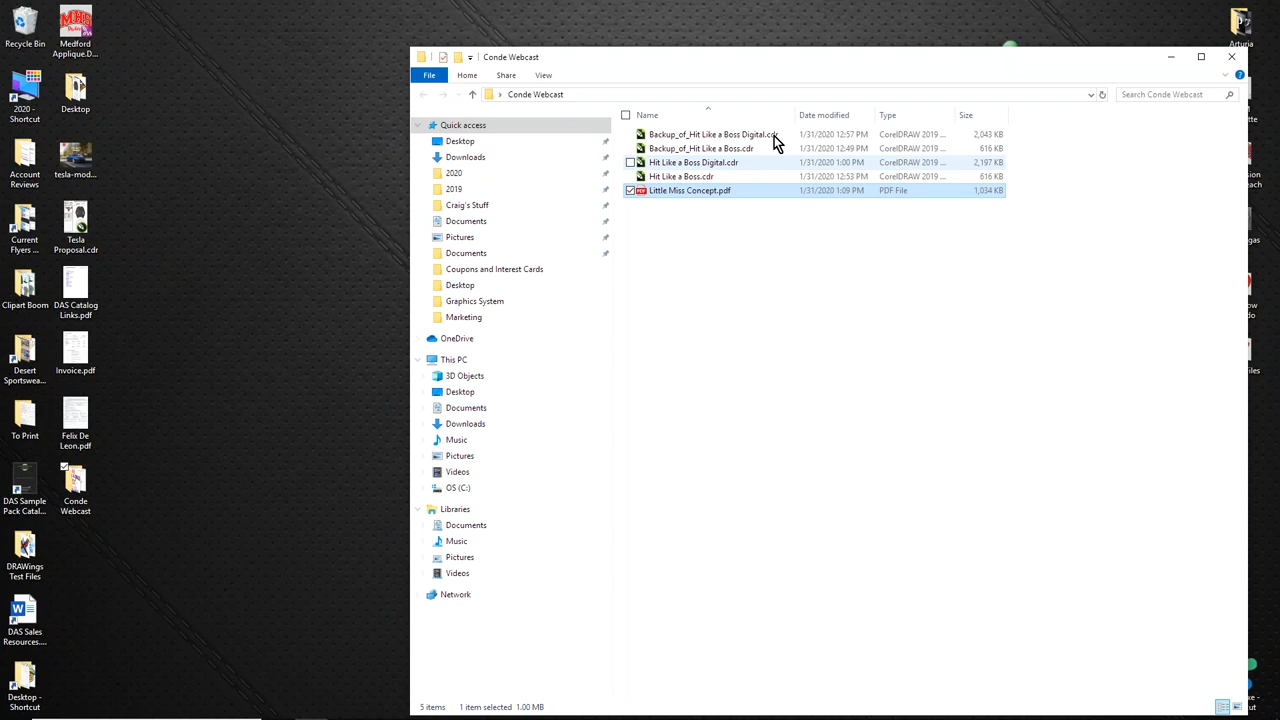 Recycle Bin
MHS
Medford
Applique.D...
2020 -
Shortcut
Desktop
Account
Reviews
tesla-mod...
Current
Flyers ...
Tesla
Proposal.cdr
Clipart Boom
DAS Catalog
Links.pdf
Desert
Sportswea...
Invoice.pdf
To Print
Felix De
Leon.pdf
DAS Sample
Pack Catal...
Conde
Webcast
DRAWings
Test Files
DAS Sales
Resources ...
Desktop -
Shortcut
Arturia
Conde Webcast
File Home Share View
Conde Webcast
Search Conde Webcast
Name Date modified Type Size
Quick access
Desktop
Downloads
2020
2019
Craig's Stuff
Documents
Pictures
Documents
Coupons and Interest Cards
Desktop
Graphics System
Marketing
OneDrive
This PC
3D Objects
Desktop
Documents
Downloads
Music
Pictures
Videos
OS (C:)
Libraries
Documents
Music
Pictures
Videos
Network
Backup_of_Hit Like a Boss Digital.cdr 1/31/2020 12:57 PM CorelDRAW 2019 ... 2,043 KB
Backup_of_Hit Like a Boss.cdr 1/31/2020 12:49 PM CorelDRAW 2019 ... 616 KB
Hit Like a Boss Digital.cdr 1/31/2020 1:00 PM CorelDRAW 2019 ... 2,197 KB
Hit Like a Boss.cdr 1/31/2020 12:53 PM CorelDRAW 2019 ... 616 KB
Little Miss Concept.pdf 1/31/2020 1:09 PM PDF File 1,034 KB
5 items 1 item selected 1.00 MB